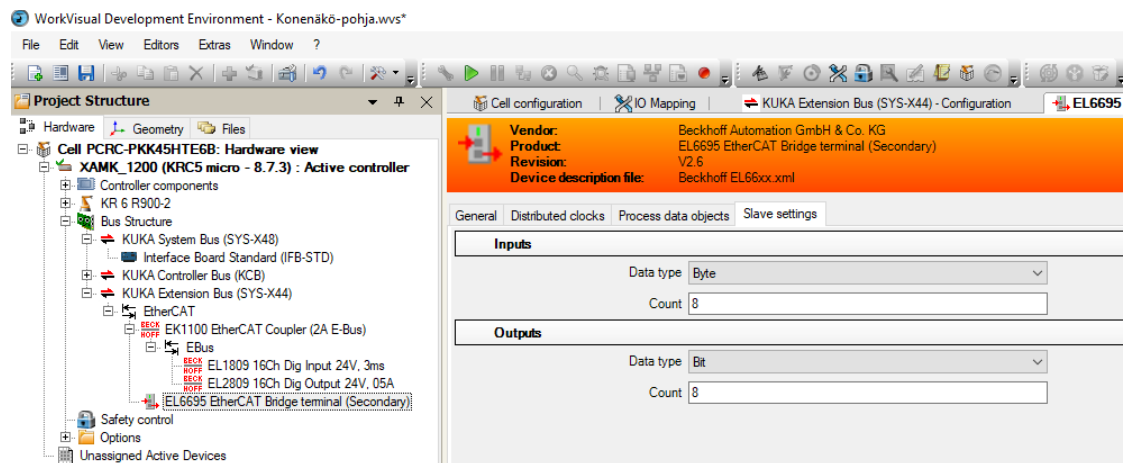 WorkVisual Development Environment - Konenäkö-pohja.wvs*
File Edit View Editors Extras Window ?
Project Structure
Hardware Geometry Files
Cell PCRC-PKK45HTE6B: Hardware view
XAMK_1200 (KRC5 micro - 8.7.3) : Active controller
Controller components
KR 6 R900-2
Bus Structure
KUKA System Bus (SYS-X48)
Interface Board Standard (IFB-STD)
KUKA Controller Bus (KCB)
KUKA Extension Bus (SYS-X44)
EtherCAT
BECKHOFF EK1100 EtherCAT Coupler (2A E-Bus)
EBus
BECKHOFF EL1809 16Ch Dig Input 24V, 3ms
BECKHOFF EL2809 16Ch Dig Output 24V, 05A
EL6695 EtherCAT Bridge terminal (Secondary)
Safety control
Options
Unassigned Active Devices
Cell configuration IO Mapping KUKA Extension Bus (SYS-X44) - Configuration EL6695
Vendor: Beckhoff Automation GmbH & Co. KG
Product: EL6695 EtherCAT Bridge terminal (Secondary)
Revision: V2.6
Device description file: Beckhoff EL66xx.xml
General Distributed clocks Process data objects Slave settings
Inputs
Data type Byte
Count 8
Outputs
Data type Bit
Count 8